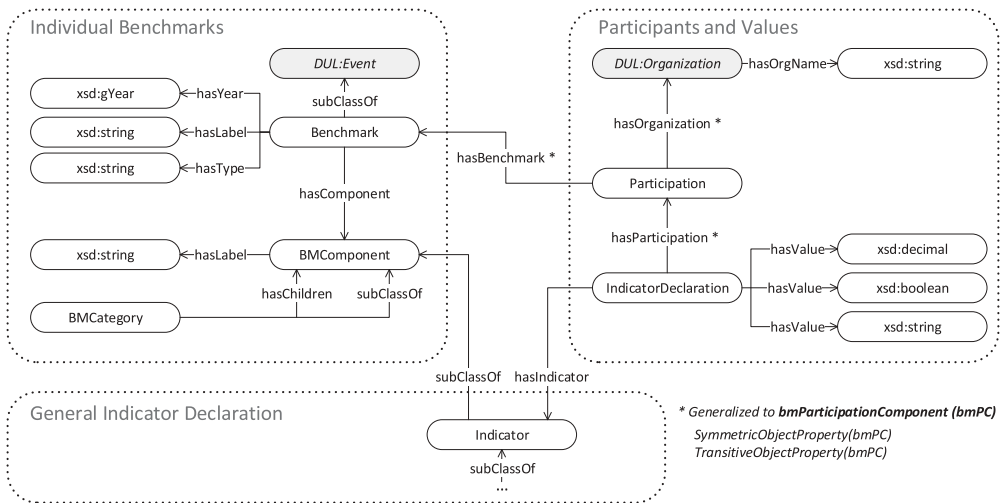 Individual Benchmarks
DUL:Event
subClassOf
xsd:gYear
hasYear
xsd:string
hasLabel
Benchmark
xsd:string
hasType
hasComponent
xsd:string
hasLabel
BMComponent
hasChildren
subClassOf
BMCategory
Participants and Values
DUL:Organization
hasOrgName
xsd:string
hasOrganization *
hasBenchmark *
Participation
hasParticipation *
IndicatorDeclaration
hasValue
xsd:decimal
hasValue
xsd:boolean
hasValue
xsd:string
subClassOf
hasIndicator
General Indicator Declaration
Indicator
subClassOf
...
* Generalized to bmParticipationComponent (bmPC)
SymmetricObjectProperty(bmPC)
TransitiveObjectProperty(bmPC)